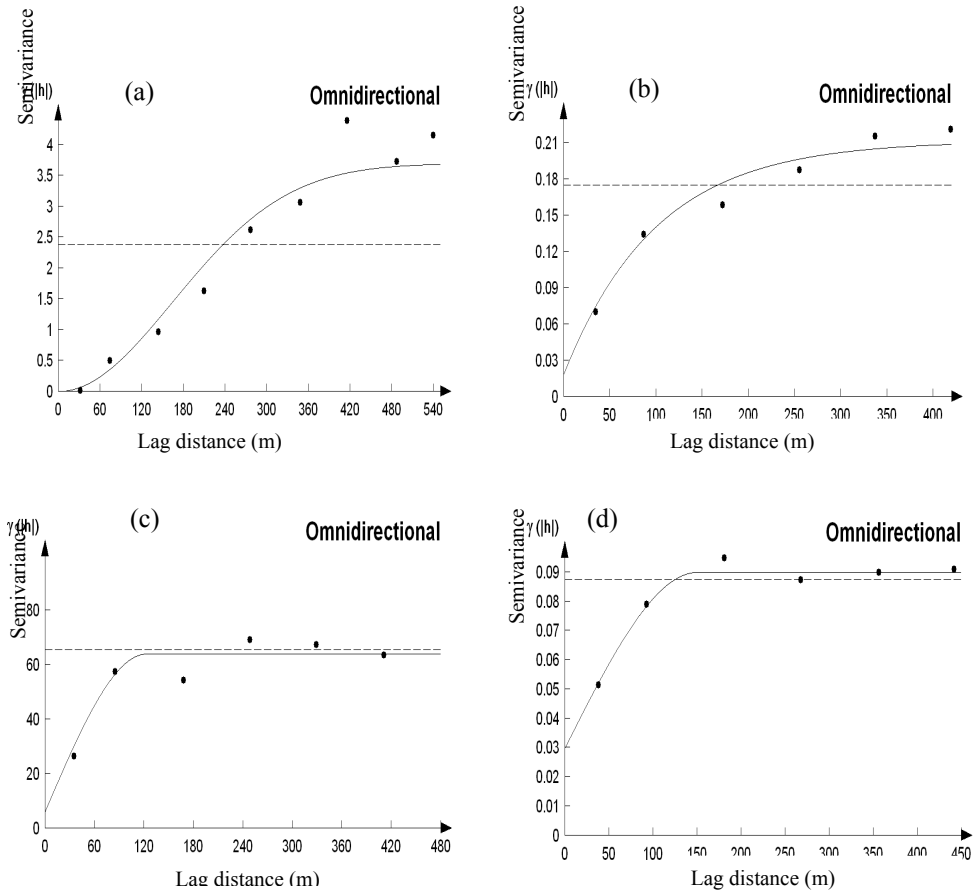 Semivariance
(|h|)
(a)
Omnidirectional
4
3.5
3
2.5
2
1.5
1
0.5
0
0 60 120 180 240 300 360 420 480 540
Lag distance (m)
Semivariance
γ (|h|)
(b)
Omnidirectional
0.21
0.18
0.15
0.12
0.09
0.06
0.03
0
0 50 100 150 200 250 300 350 400
Lag distance (m)
Semivariance
γ (|h|)
(c)
Omnidirectional
80
60
40
20
0
0 60 120 180 240 300 360 420 480
Lag distance (m)
Semivariance
γ (|h|)
(d)
Omnidirectional
0.09
0.08
0.07
0.06
0.05
0.04
0.03
0.02
0.01
0
0 50 100 150 200 250 300 350 400 450
Lag distance (m)